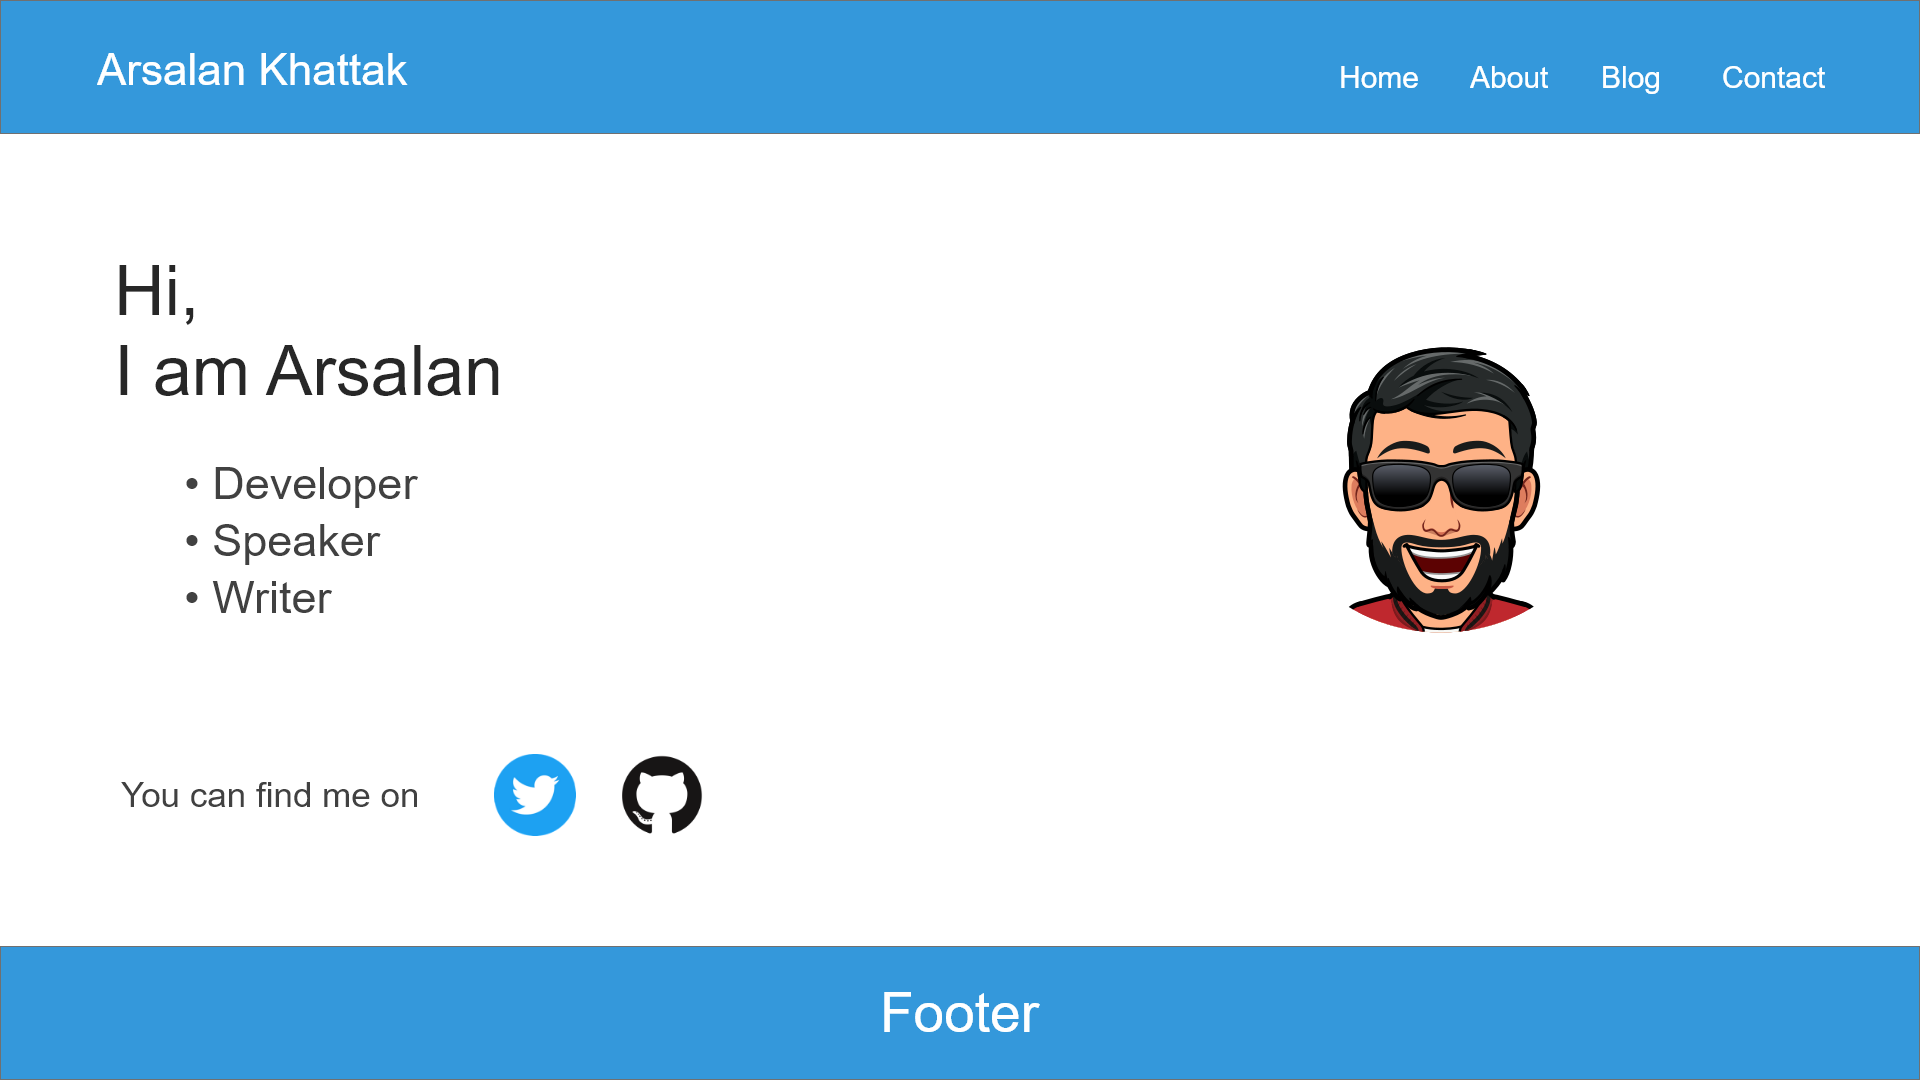 Arsalan Khattak
Home About Blog Contact
Hi,
I am Arsalan
• Developer
• Speaker
• Writer
You can find me on
Footer